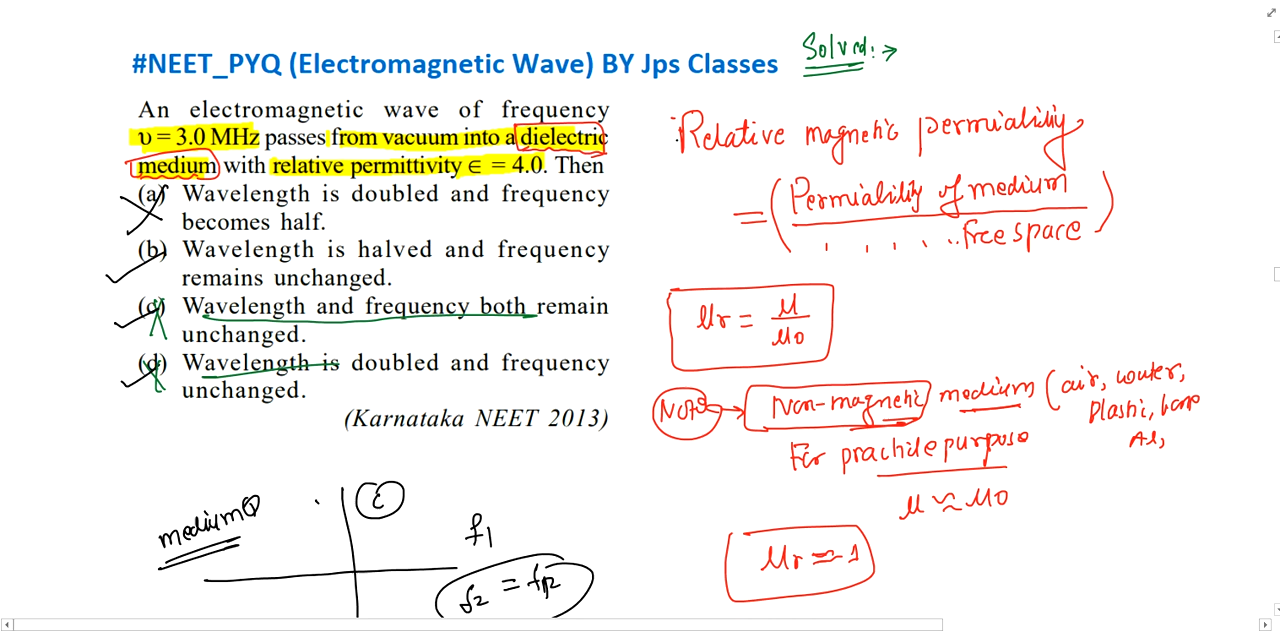 #NEET_PYQ (Electromagnetic Wave) BY Jps Classes
Solved: →
An electromagnetic wave of frequency
υ = 3.0 MHz passes from vacuum into a dielectric
medium with relative permittivity ∈ = 4.0. Then
(a) Wavelength is doubled and frequency
becomes half.
(b) Wavelength is halved and frequency
remains unchanged.
(c) Wavelength and frequency both remain
unchanged.
(d) Wavelength is doubled and frequency
unchanged.
(Karnataka NEET 2013)
medium
f1
f2 =
Relative magnetic permiability
= (Permiability of medium
. . . . .. free space)
μr = μ
μ0
Non-magnetic medium (air, water,
Al,
For purpose
μ ≈ μ0
μr ≈ 1